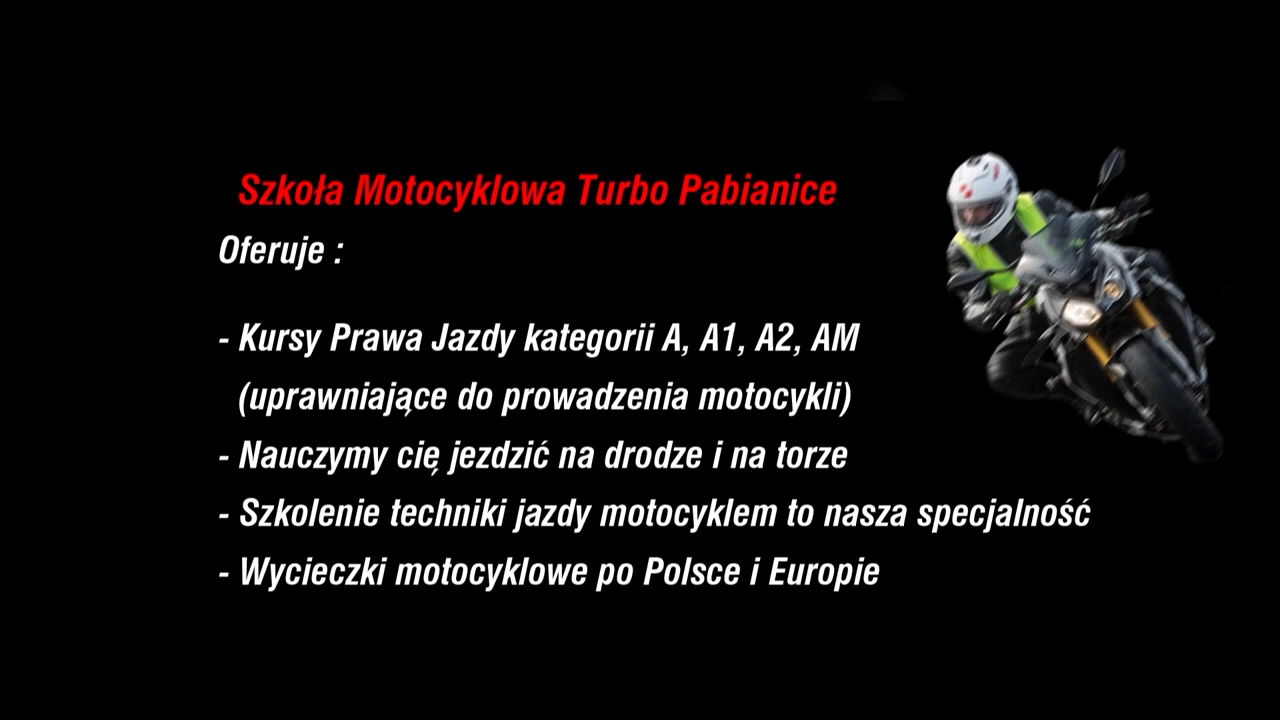 Szkoła Motocyklowa Turbo Pabianice
Oferuje :
- Kursy Prawa Jazdy kategorii A, A1, A2, AM
(uprawniające do prowadzenia motocykli)
- Nauczymy cię jezdzić na drodze i na torze
- Szkolenie techniki jazdy motocyklem to nasza specjalność
- Wycieczki motocyklowe po Polsce i Europie